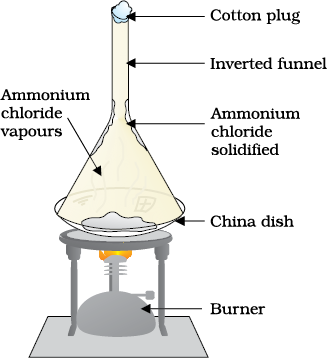 Cotton plug
Inverted funnel
Ammonium
chloride
vapours
Ammonium
chloride
solidified
China dish
Burner